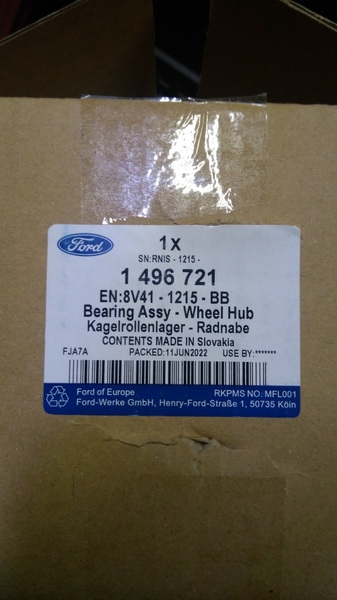 Ford
1 x
SN:RNIS - 1215 -
1 496 721
EN:8V41 - 1215 - BB
Bearing Assy - Wheel Hub
Kagelrollenlager - Radnabe
CONTENTS MADE IN Slovakia
FJA7A PACKED:11JUN2022 USE BY:*******
Ford of Europe RKPMS NO. MFL001
Ford-Werke GmbH, Henry-Ford-Straße 1, 50735 Köin